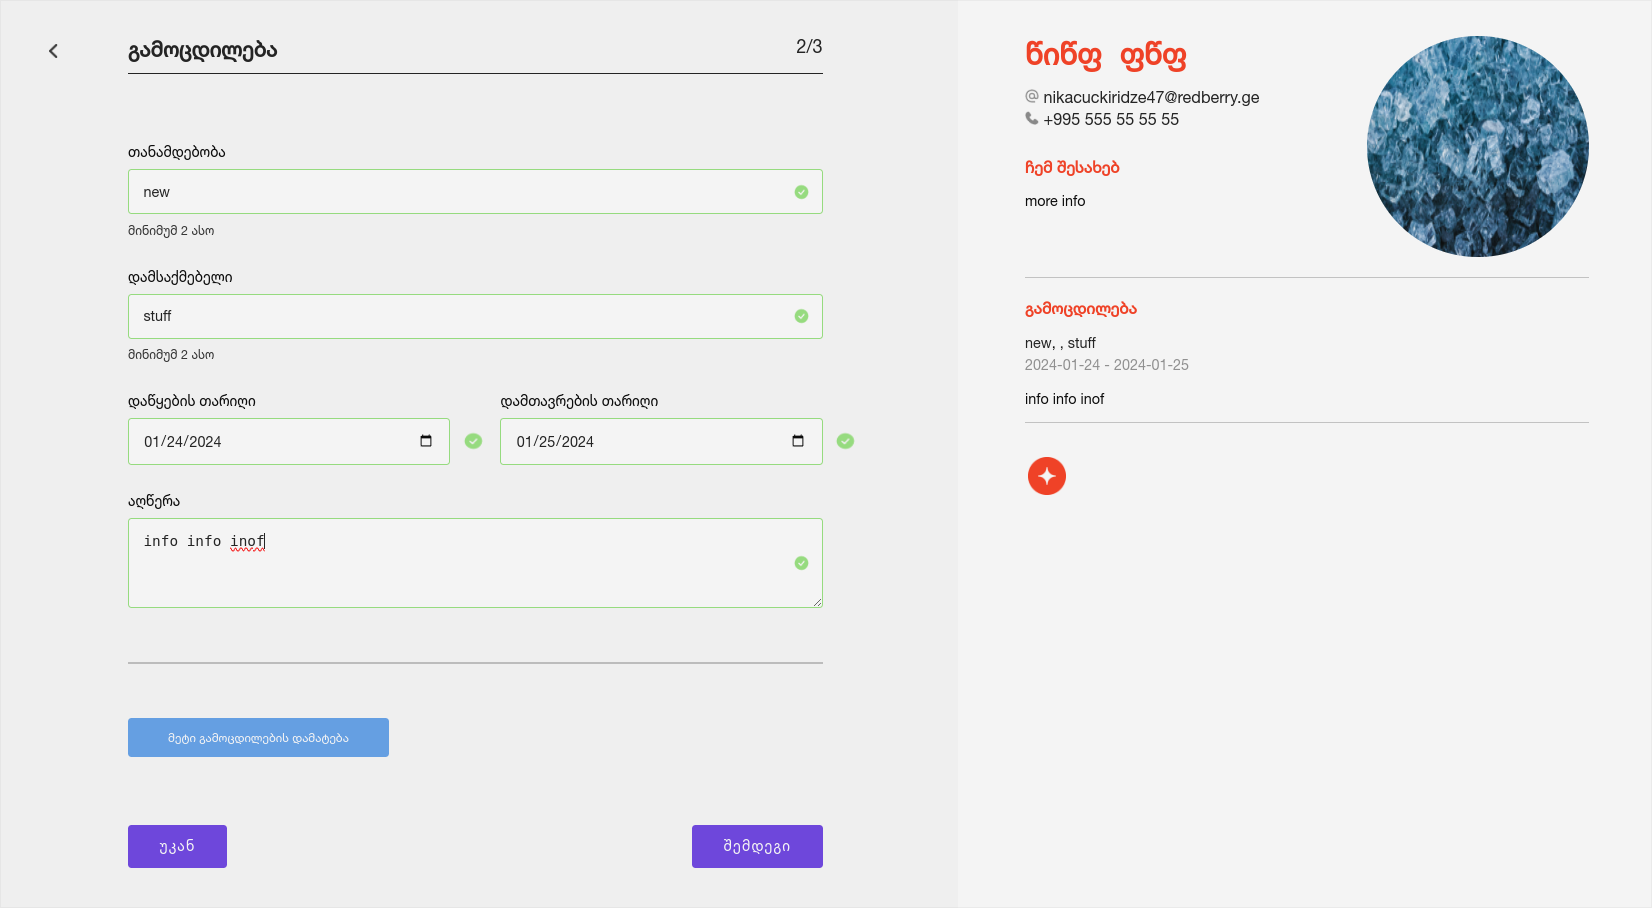 გამოცდილება
2/3
თანამდებობა
new
მინიმუმ 2 ასო
დამსაქმებელი
stuff
მინიმუმ 2 ასო
დაწყების თარიღი
დამთავრების თარიღი
01/24/2024
01/25/2024
აღწერა
info info inof
მეტი გამოცდილების დამატება
უკან
შემდეგი
წიწფ ფწფ
nikacuckiridze47@redberry.ge
+995 555 55 55 55
ჩემ შესახებ
more info
გამოცდილება
new, , stuff
2024-01-24 - 2024-01-25
info info inof